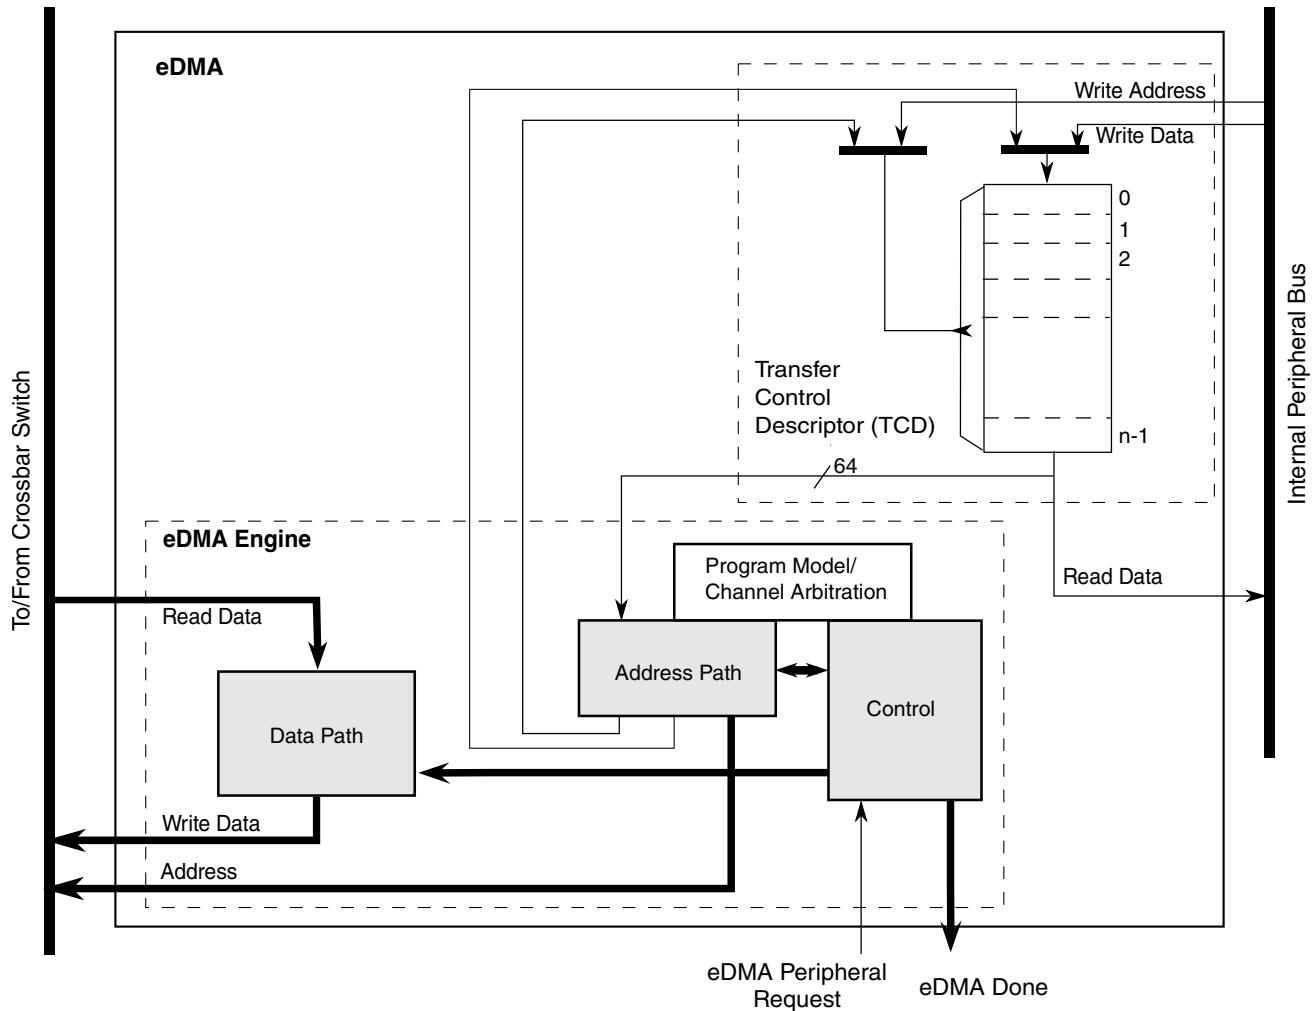 eDMA
Write Address
Write Data
0
1
2
n-1
Transfer
Control
Descriptor (TCD)
64
To/From Crossbar Switch
Internal Peripheral Bus
eDMA Engine
Program Model/
Channel Arbitration
Read Data
Read Data
Address Path
Control
Data Path
Write Data
Address
eDMA Peripheral
Request
eDMA Done